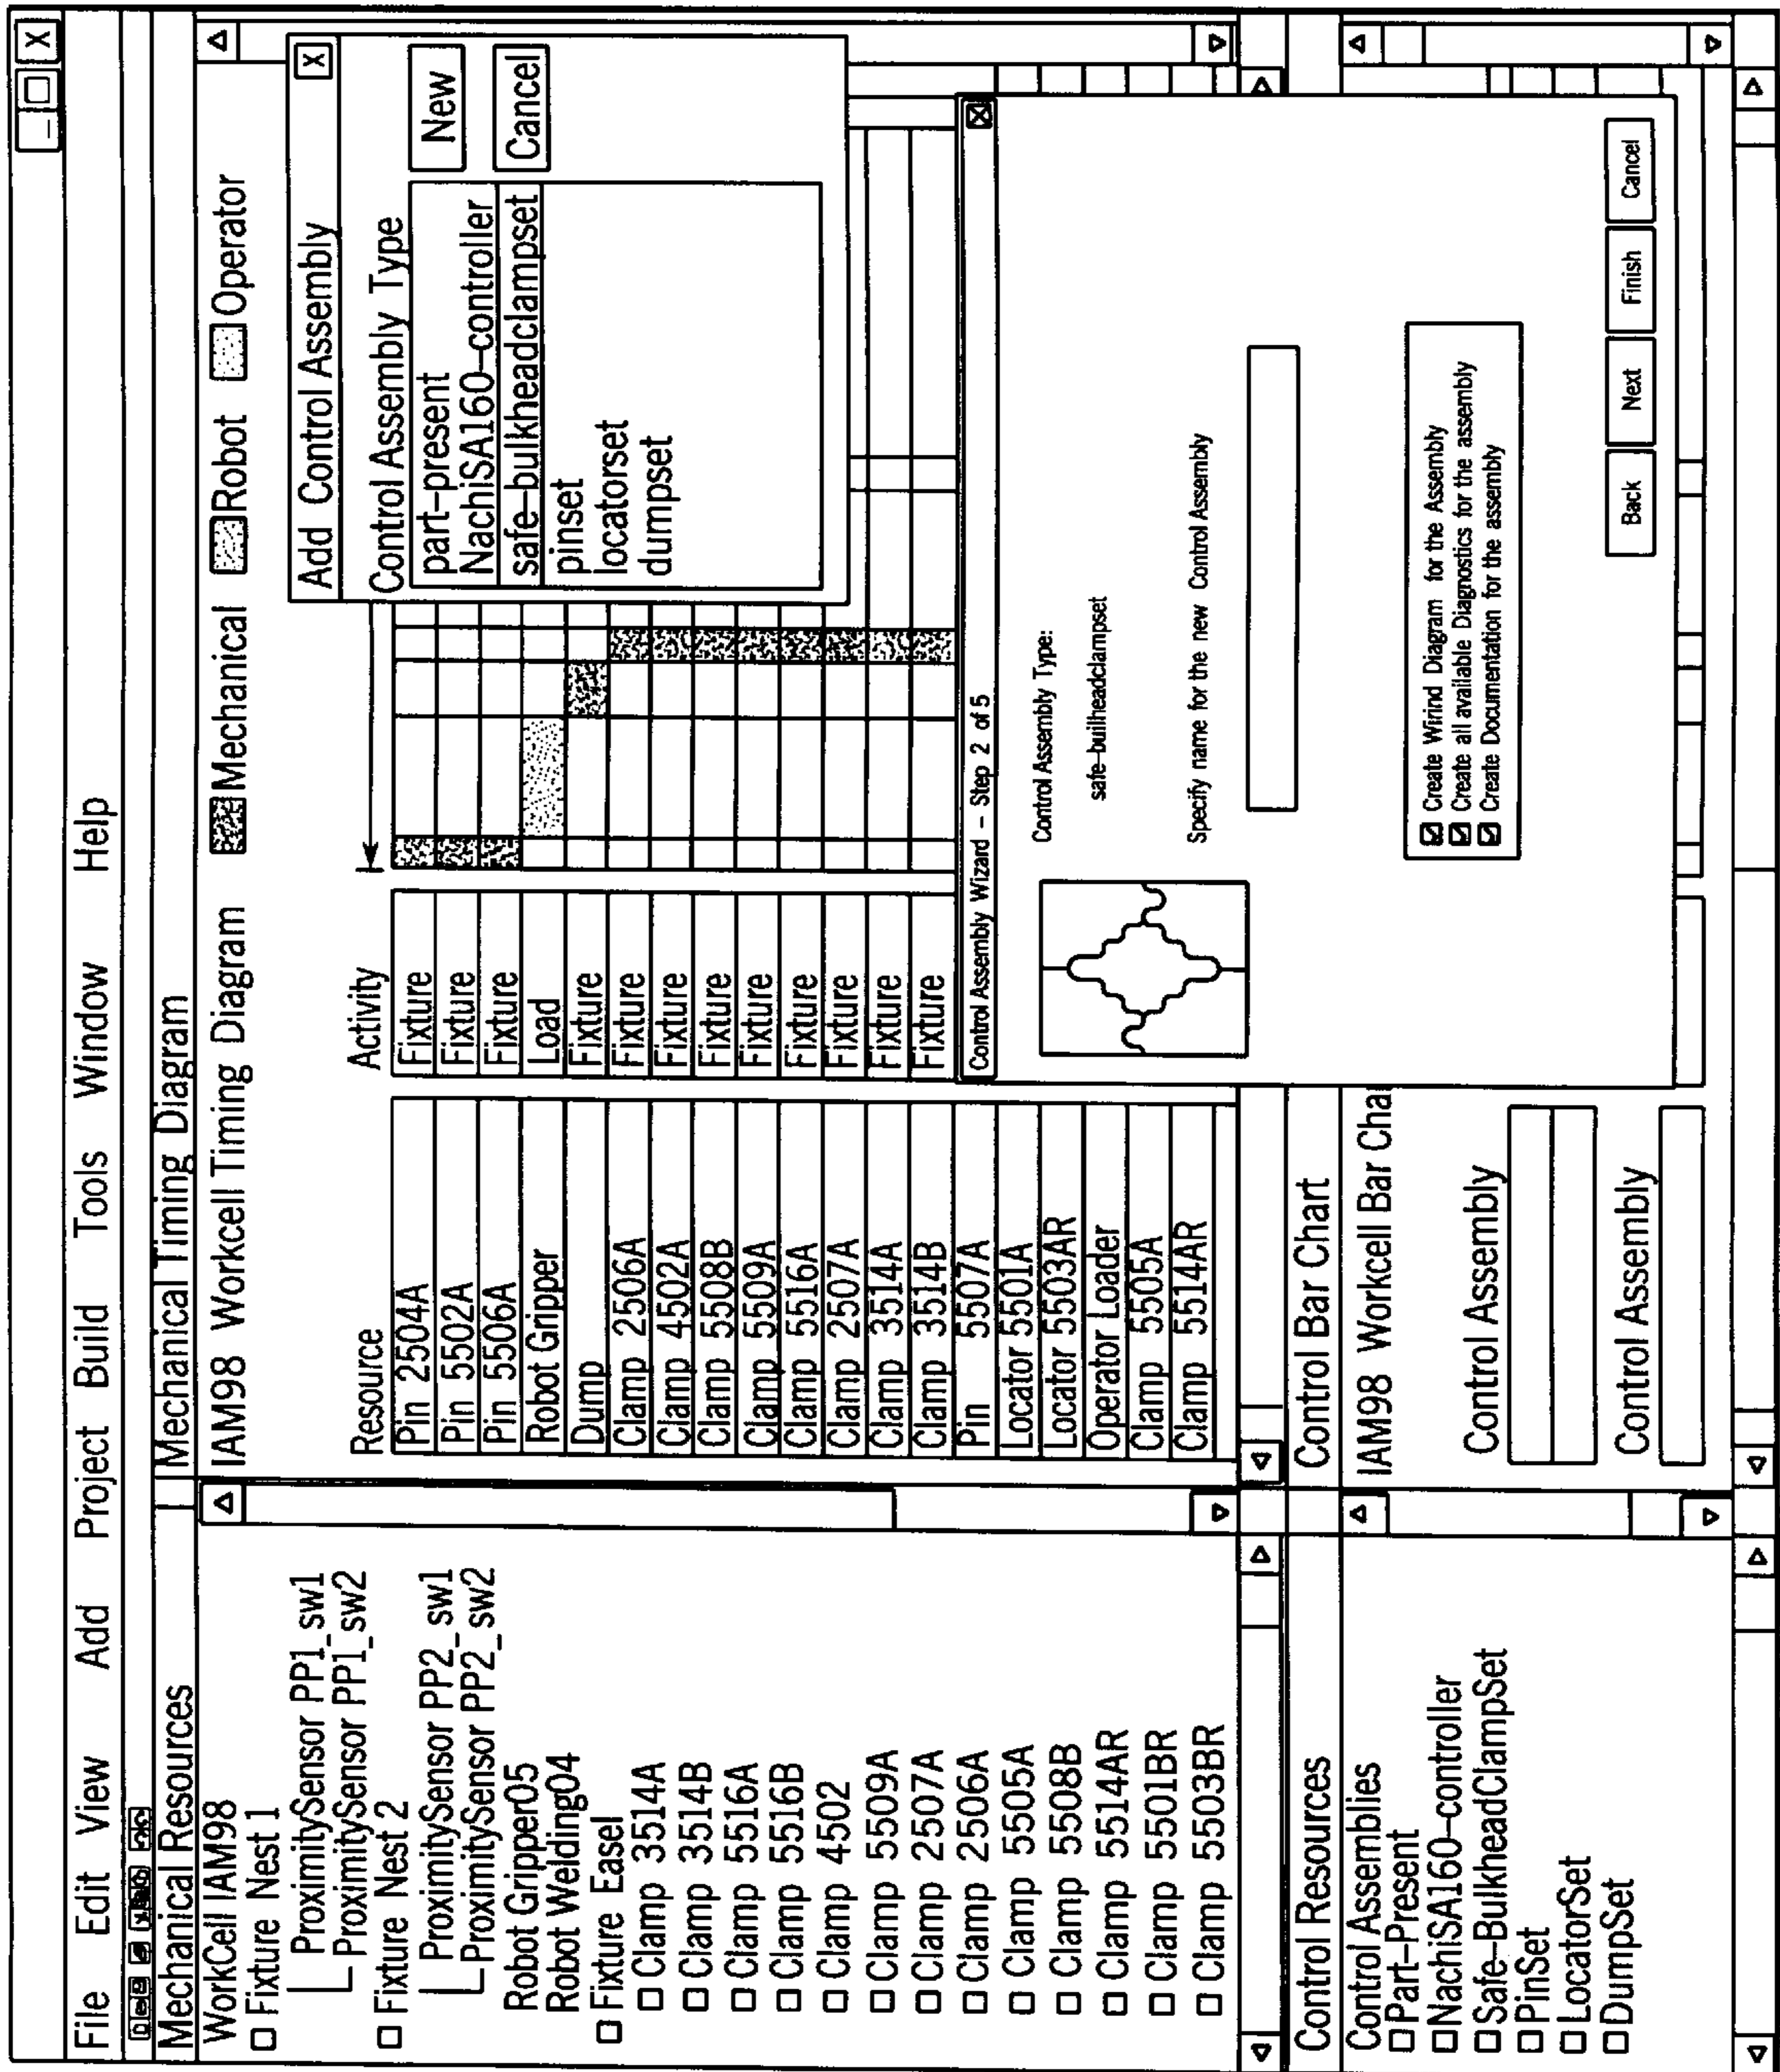 File Edit View Add Project Build Tools Window Help
Mechanical Resources
WorkCell IAM98
Fixture Nest 1
ProximitySensor PP1_sw1
ProximitySensor PP1_sw2
Fixture Nest 2
ProximitySensor PP2_sw1
ProximitySensor PP2_sw2
Robot Gripper05
Robot Welding04
Fixture Easel
Clamp 3514A
Clamp 3514B
Clamp 5516A
Clamp 5516B
Clamp 4502
Clamp 5509A
Clamp 2507A
Clamp 2506A
Clamp 5505A
Clamp 5508B
Clamp 5514AR
Clamp 5501BR
Clamp 5503BR
Mechanical Timing Diagram
IAM98 Workcell Timing Diagram Mechanical Robot Operator
Resource Activity
Pin 2504A Fixture
Pin 5502A Fixture
Pin 5506A Fixture
Robot Gripper Load
Dump Fixture
Clamp 2506A Fixture
Clamp 4502A Fixture
Clamp 5508B Fixture
Clamp 5509A Fixture
Clamp 5516A Fixture
Clamp 2507A Fixture
Clamp 3514A Fixture
Clamp 3514B Fixture
Pin 5507A
Locator 5501A
Locator 5503AR
Operator Loader
Clamp 5505A
Clamp 5514AR
Add Control Assembly X
Control Assembly Type
part-present
NachiSA160-controller
safe-bulkheadclampset
pinset
locatorset
dumpset
New
Cancel
Control Assembly Wizard - Step 2 of 5
Control Assembly Type:
safe-builheadclampset
Specify name for the new Control Assembly
Create Wirind Diagram for the Assembly
Create all available Diagnostics for the assembly
Create Documentation for the assembly
Back Next Finish Cancel
Control Resources
Control Assemblies
Part-Present
NachiSA160-controller
Safe-BulkheadClampSet
PinSet
LocatorSet
DumpSet
Control Bar Chart
IAM98 Workcell Bar Cha
Control Assembly
Control Assembly